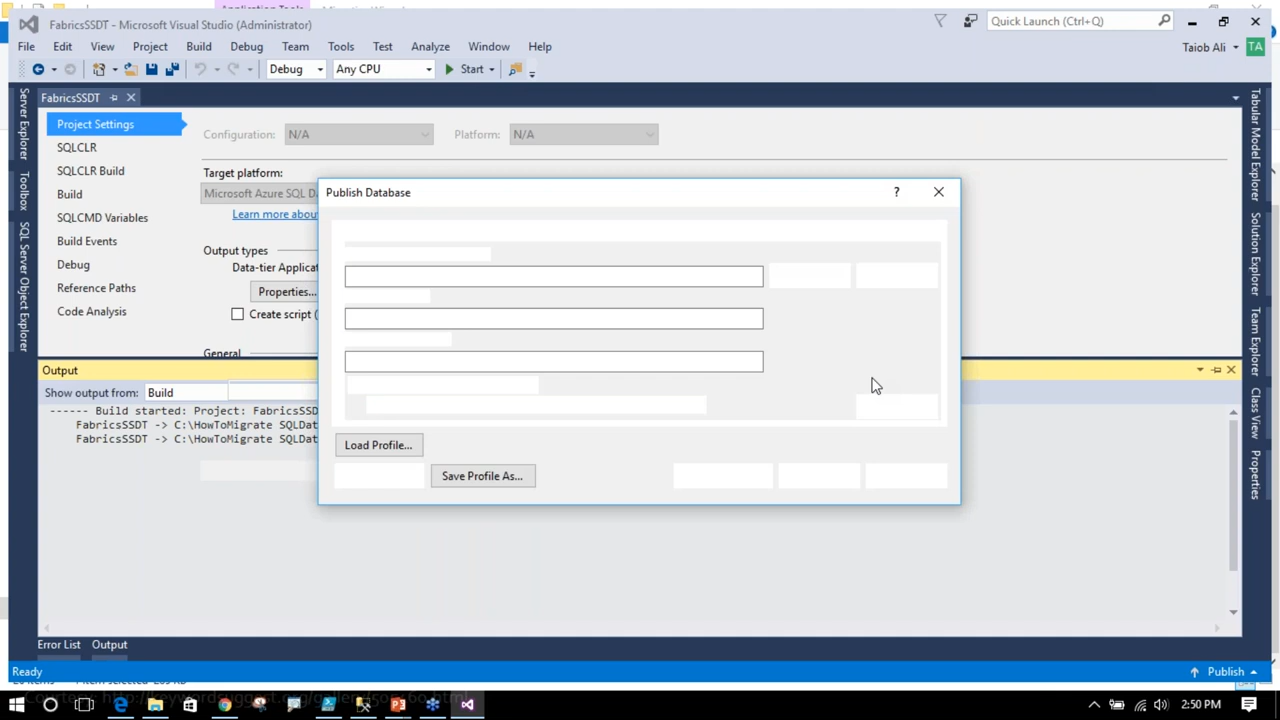 Application Tools
FabricsSSDT - Microsoft Visual Studio (Administrator)
Quick Launch (Ctrl+Q)
File Edit View Project Build Debug Team Tools Test Analyze Window Help
Taiob Ali TA
Debug Any CPU Start
Server Explorer
Toolbox
SQL Server Object Explorer
FabricsSSDT
Project Settings
SQLCLR
SQLCLR Build
Build
SQLCMD Variables
Build Events
Debug
Reference Paths
Code Analysis
Configuration: N/A Platform: N/A
Target platform:
Microsoft Azure SQL D
Learn more about
Output types
Data-tier Applicat
Properties...
Create script (
General
Publish Database
Load Profile...
Save Profile As...
Output
Show output from: Build
------ Build started: Project: FabricsSSD
FabricsSSDT -> C:\HowToMigrate SQLDat
FabricsSSDT -> C:\HowToMigrate SQLDat
Tabular Model Explorer
Solution Explorer
Team Explorer
Class View
Properties
Error List Output
Ready
Publish
2:50 PM